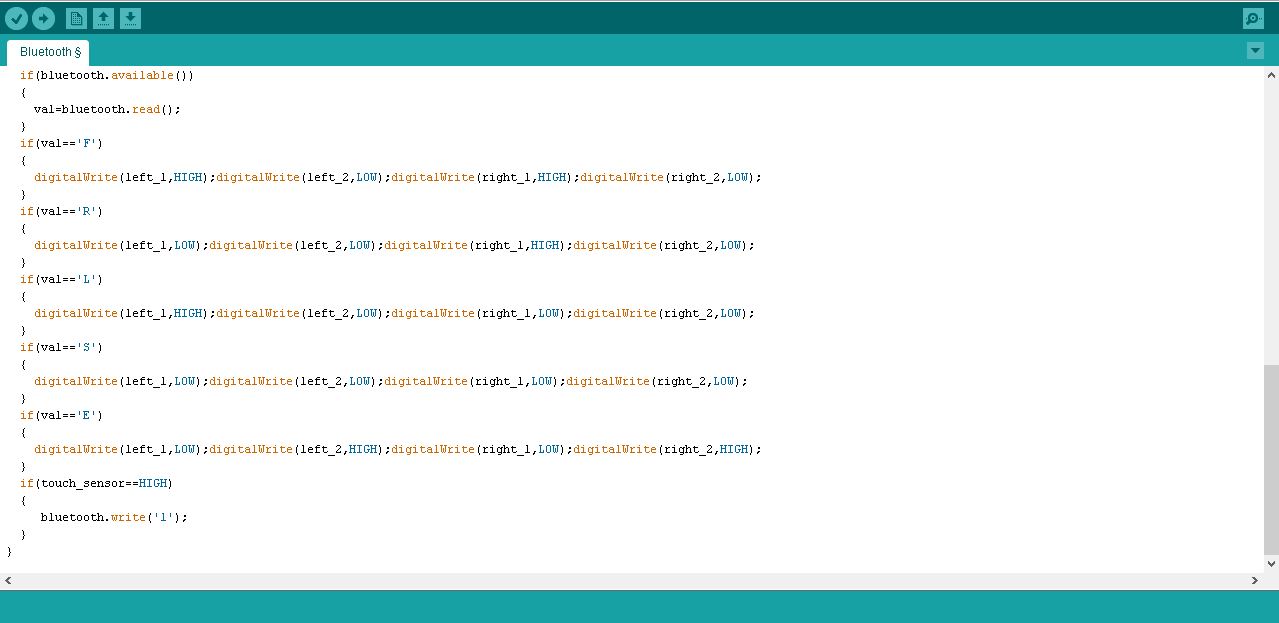 Bluetooth §
if(bluetooth.available())
{
val=bluetooth.read();
}
if(val=='F')
{
digitalWrite(left_1,HIGH);digitalWrite(left_2,LOW);digitalWrite(right_1,HIGH);digitalWrite(right_2,LOW);
}
if(val=='R')
{
digitalWrite(left_1,LOW);digitalWrite(left_2,LOW);digitalWrite(right_1,HIGH);digitalWrite(right_2,LOW);
}
if(val=='L')
{
digitalWrite(left_1,HIGH);digitalWrite(left_2,LOW);digitalWrite(right_1,LOW);digitalWrite(right_2,LOW);
}
if(val=='S')
{
digitalWrite(left_1,LOW);digitalWrite(left_2,LOW);digitalWrite(right_1,LOW);digitalWrite(right_2,LOW);
}
if(val=='E')
{
digitalWrite(left_1,LOW);digitalWrite(left_2,HIGH);digitalWrite(right_1,LOW);digitalWrite(right_2,HIGH);
}
if(touch_sensor==HIGH)
{
bluetooth.write('1');
}
}